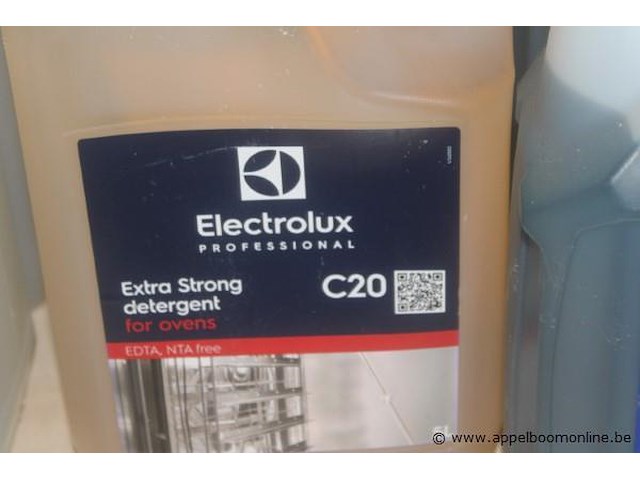 Electrolux
PROFESSIONAL
Extra Strong
detergent
for ovens
C20
EDTA, NTA free
© www.appelboomonline.be